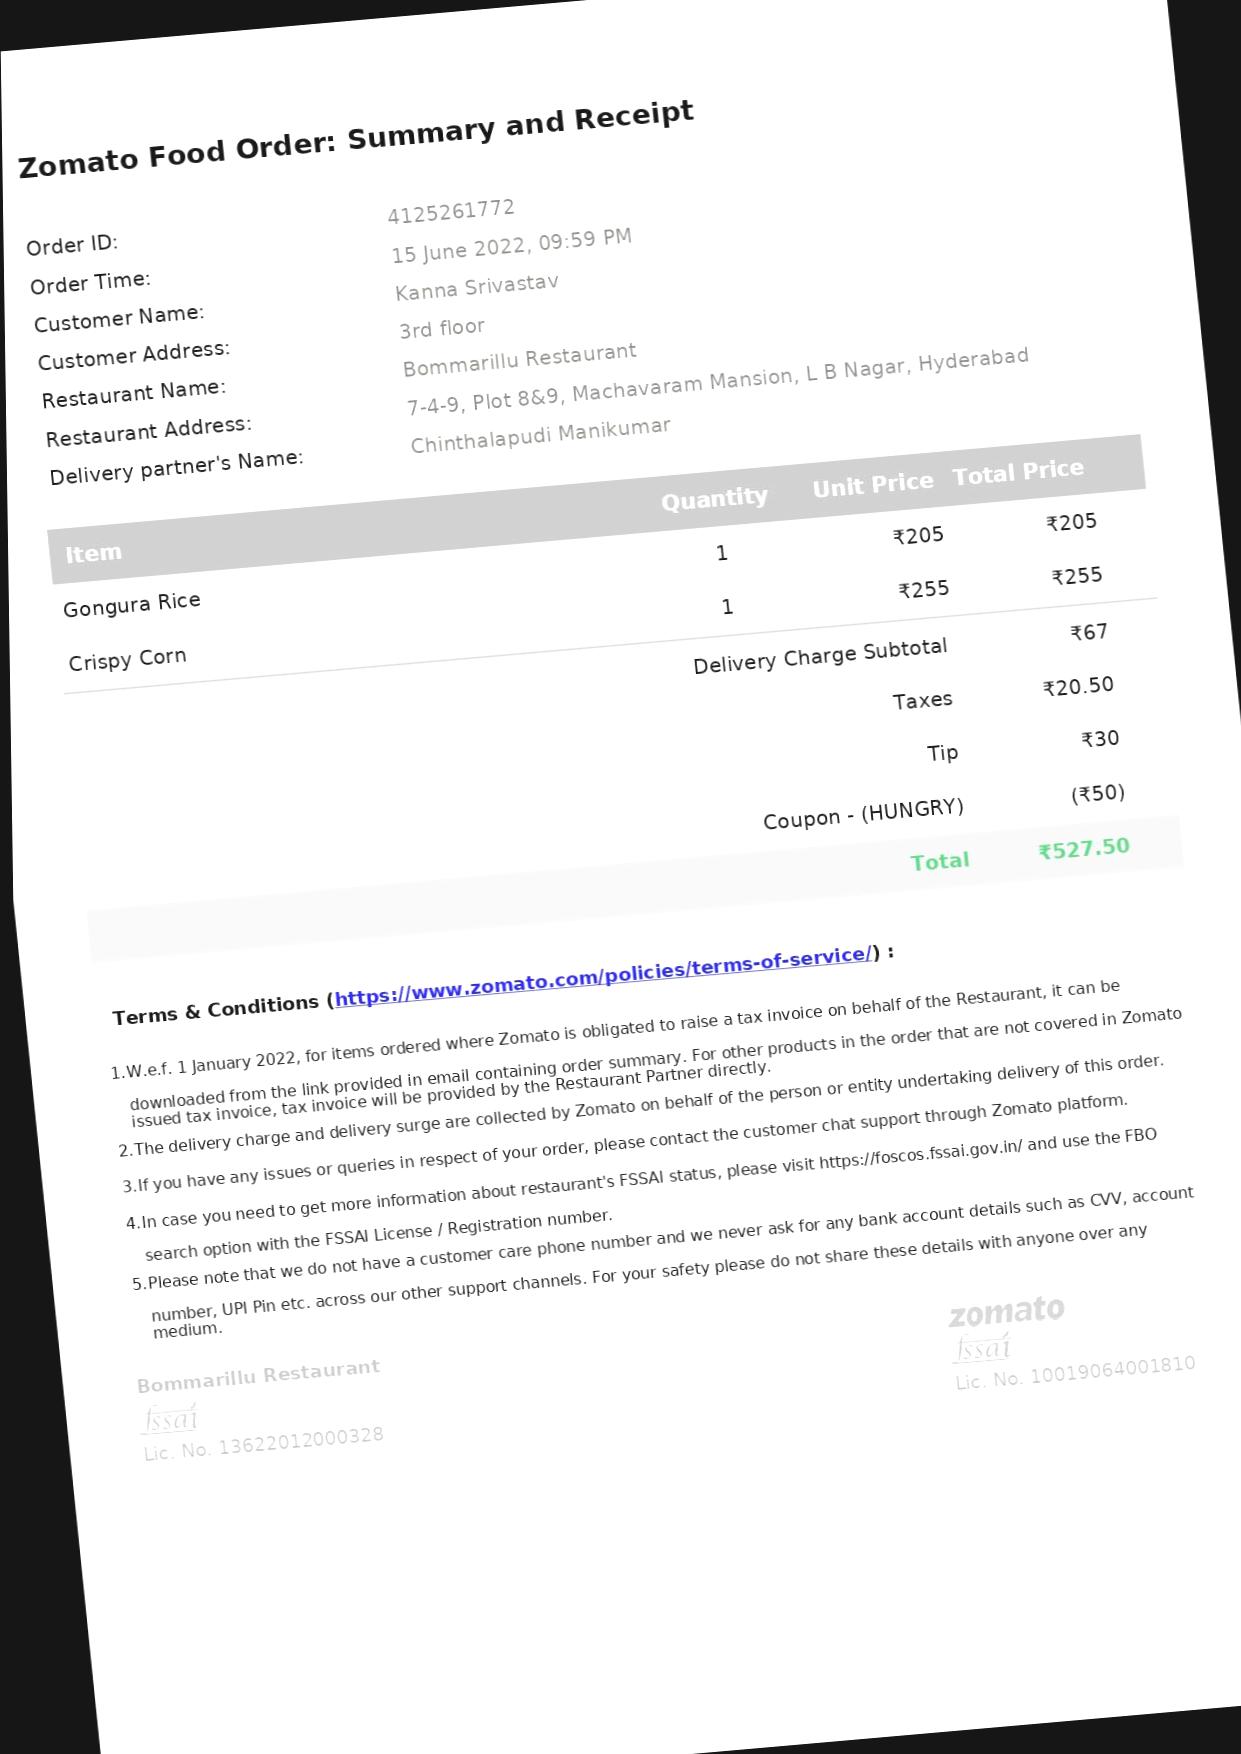 Zomato Food Order: Summary and Receipt
Order ID: 4125261772
Order Time: 15 June 2022, 09:59 PM
Customer Name: Kanna Srivastav
Customer Address: 3rd floor
Restaurant Name: Bommarillu Restaurant
Restaurant Address: 7-4-9, Plot 8&9, Machavaram Mansion, L B Nagar, Hyderabad
Delivery partner's Name: Chinthalapudi Manikumar
Item Quantity Unit Price Total Price
Gongura Rice 1 ₹205 ₹205
Crispy Corn 1 ₹255 ₹255
Delivery Charge Subtotal ₹67
Taxes ₹20.50
Tip ₹30
Coupon - (HUNGRY) (₹50)
Total ₹527.50
Terms & Conditions (https://www.zomato.com/policies/terms-of-service/) :
1.W.e.f. 1 January 2022, for items ordered where Zomato is obligated to raise a tax invoice on behalf of the Restaurant, it can be
downloaded from the link provided in email containing order summary. For other products in the order that are not covered in Zomato
issued tax invoice, tax invoice will be provided by the Restaurant Partner directly.
2.The delivery charge and delivery surge are collected by Zomato on behalf of the person or entity undertaking delivery of this order.
3.If you have any issues or queries in respect of your order, please contact the customer chat support through Zomato platform.
4.In case you need to get more information about restaurant's FSSAI status, please visit https://foscos.fssai.gov.in/ and use the FBO
search option with the FSSAI License / Registration number.
5.Please note that we do not have a customer care phone number and we never ask for any bank account details such as CVV, account
number, UPI Pin etc. across our other support channels. For your safety please do not share these details with anyone over any
medium.
Bommarillu Restaurant
fssai
Lic. No. 13622012000328
zomato
fssai
Lic. No. 10019064001810